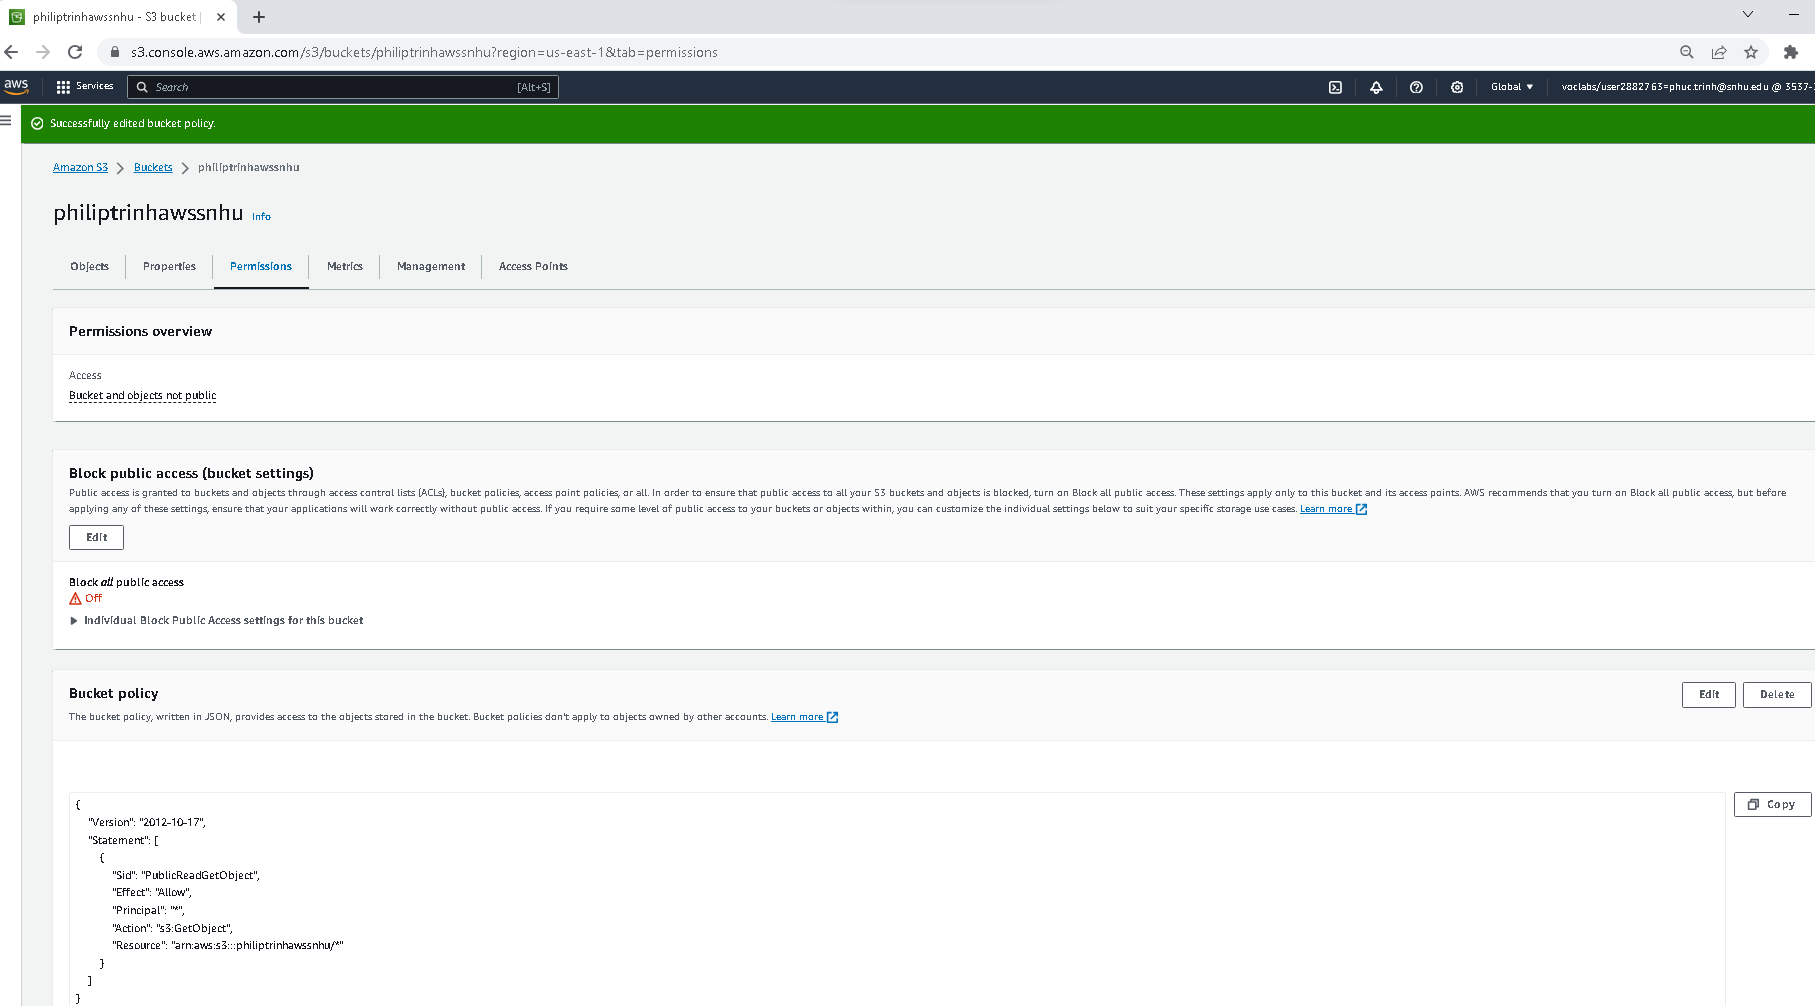 philiptrinhawssnhu - S3 bucket
s3.console.aws.amazon.com/s3/buckets/philiptrinhawssnhu?region=us-east-1&tab=permissions
aws Services Search [Alt+S] Global voclabs/user2882763=phuc.trinh@snhu.edu @ 3537-
Successfully edited bucket policy.
Amazon S3 Buckets philiptrinhawssnhu
philiptrinhawssnhu Info
Objects Properties Permissions Metrics Management Access Points
Permissions overview
Access
Bucket and objects not public
Block public access (bucket settings)
Public access is granted to buckets and objects through access control lists (ACLs), bucket policies, access point policies, or all. In order to ensure that public access to all your S3 buckets and objects is blocked, turn on Block all public access. These settings apply only to this bucket and its access points. AWS recommends that you turn on Block all public access, but before
applying any of these settings, ensure that your applications will work correctly without public access. If you require some level of public access to your buckets or objects within, you can customize the individual settings below to suit your specific storage use cases. Learn more
Edit
Block all public access
Off
Individual Block Public Access settings for this bucket
Bucket policy Edit Delete
The bucket policy, written in JSON, provides access to the objects stored in the bucket. Bucket policies don't apply to objects owned by other accounts. Learn more
Copy
{
"Version": "2012-10-17",
"Statement": [
{
"Sid": "PublicReadGetObject",
"Effect": "Allow",
"Principal": "*",
"Action": "s3:GetObject",
"Resource": "arn:aws:s3:::philiptrinhawssnhu/*"
}
]
}